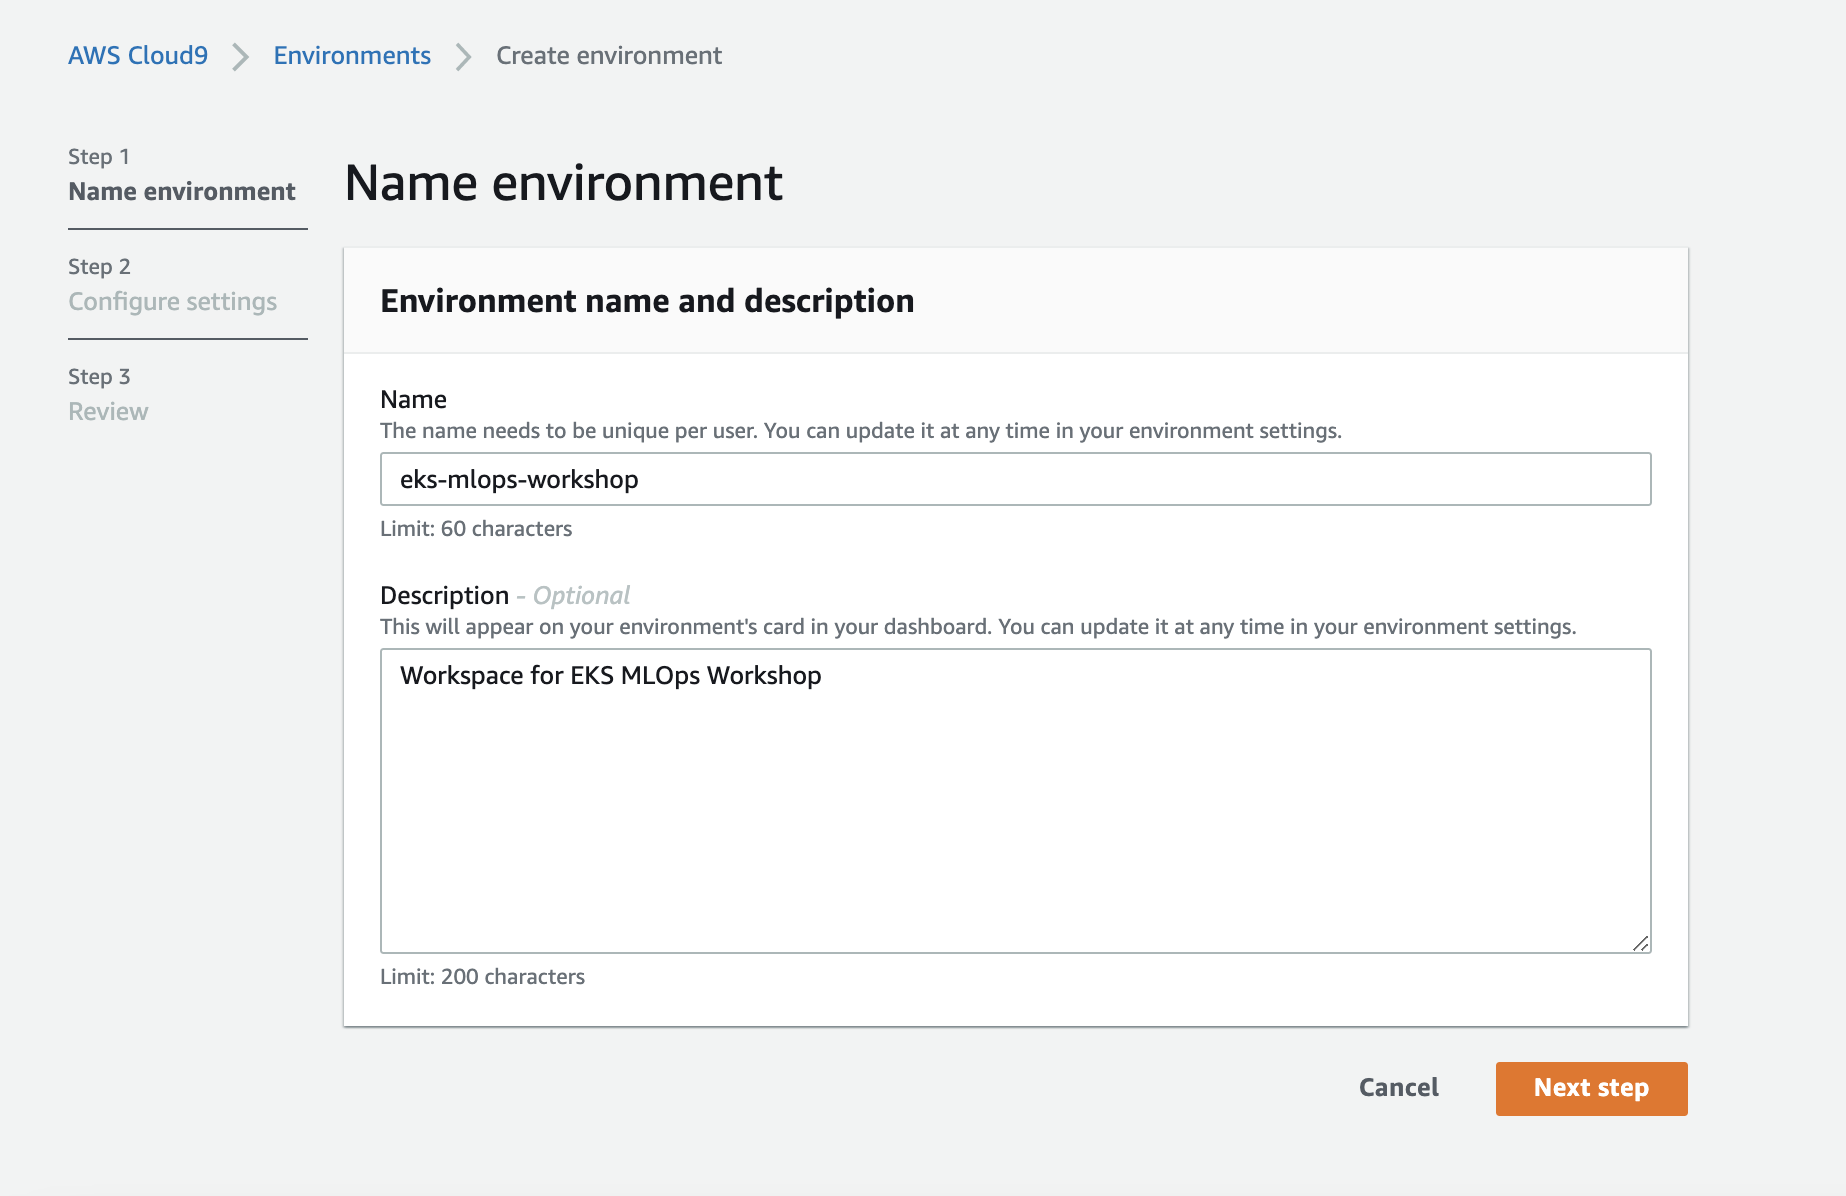 AWS Cloud9 Environments Create environment
Step 1
Name environment
Step 2
Configure settings
Step 3
Review
Name environment
Environment name and description
Name
The name needs to be unique per user. You can update it at any time in your environment settings.
eks-mlops-workshop
Limit: 60 characters
Description - Optional
This will appear on your environment's card in your dashboard. You can update it at any time in your environment settings.
Workspace for EKS MLOps Workshop
Limit: 200 characters
Cancel Next step